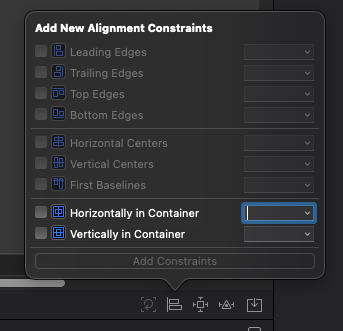 Add New Alignment Constraints
Leading Edges
Trailing Edges
Top Edges
Bottom Edges
Horizontal Centers
Vertical Centers
First Baselines
Horizontally in Container
Vertically in Container
Add Constraints